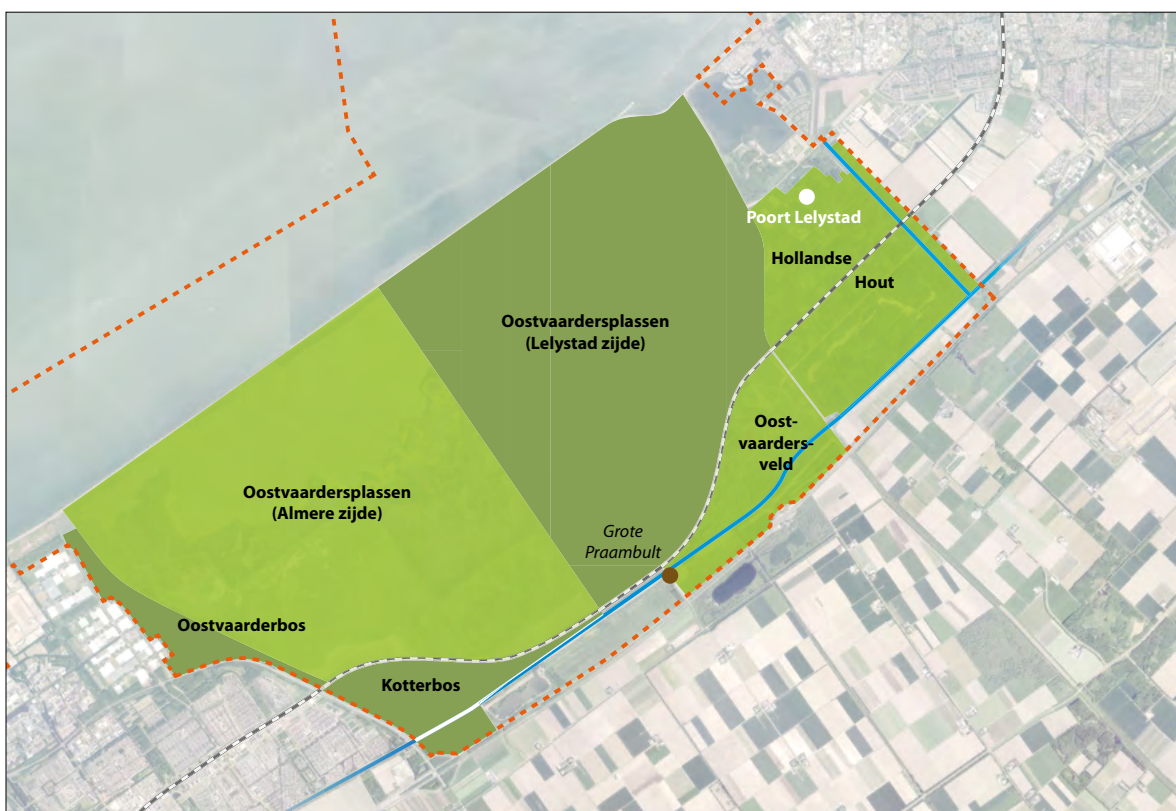 Poort Lelystad
Hollandse
Hout
Oostvaardersplassen
(Lelystad zijde)
Oost-
vaarders-
veld
Oostvaardersplassen
(Almere zijde)
Grote
Praambult
Oostvaarderbos
Kotterbos